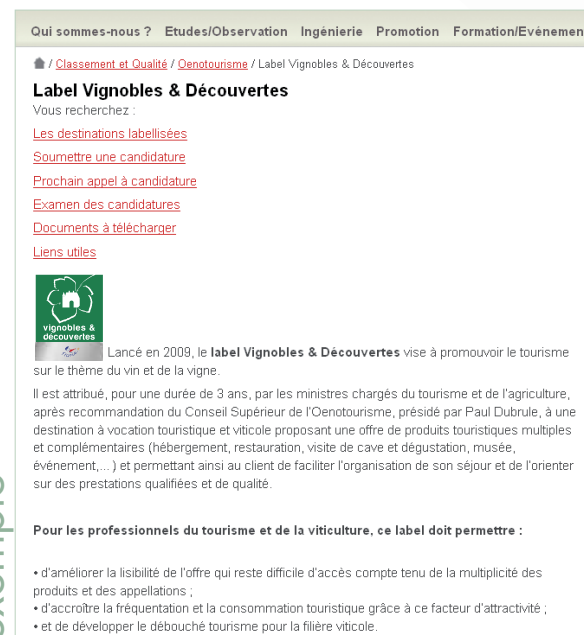 Qui sommes-nous ? Etudes/Observation Ingénierie Promotion Formation/Evénemen
/ Classement et Qualité / Oenotourisme / Label Vignobles & Découvertes
Label Vignobles & Découvertes
Vous recherchez :
Les destinations labellisées
Soumettre une candidature
Prochain appel à candidature
Examen des candidatures
Documents à télécharger
Liens utiles
vignobles &
découvertes
Lancé en 2009, le label Vignobles & Découvertes vise à promouvoir le tourisme
sur le thème du vin et de la vigne.
Il est attribué, pour une durée de 3 ans, par les ministres chargés du tourisme et de l'agriculture,
après recommandation du Conseil Supérieur de l'Oenotourisme, présidé par Paul Dubrule, à une
destination à vocation touristique et viticole proposant une offre de produits touristiques multiples
et complémentaires (hébergement, restauration, visite de cave et dégustation, musée,
événement,... ) et permettant ainsi au client de faciliter l'organisation de son séjour et de l'orienter
sur des prestations qualifiées et de qualité.
Pour les professionnels du tourisme et de la viticulture, ce label doit permettre :
• d'améliorer la lisibilité de l'offre qui reste difficile d'accès compte tenu de la multiplicité des
produits et des appellations ;
• d'accroître la fréquentation et la consommation touristique grâce à ce facteur d'attractivité ;
• et de développer le débouché tourisme pour la filière viticole.